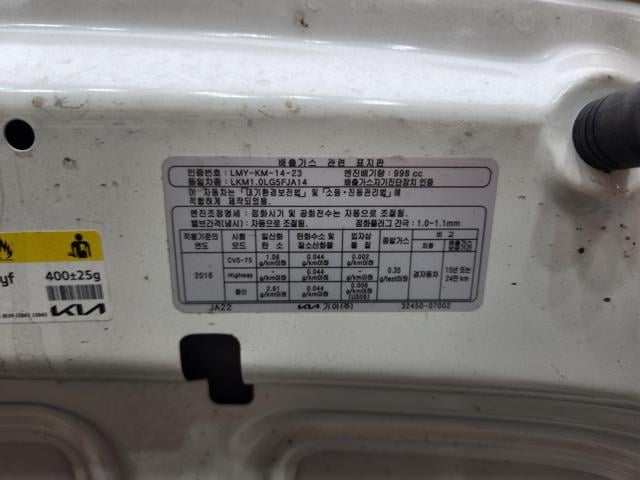 배출가스 관련 표지판
인증번호: LMY-KM-14-23 엔진배기량: 998 cc
동일차종: LKM1.0LG5FJA14 배출가스자기진단장치 인증
이 자동차는 「대기환경보전법」 및 「소음·진동관리법」에
적합하게 제작되었음.
엔진조정명세: 점화시기 및 공회전수는 자동으로 조절됨.
밸브간격(냉시): 자동으로 조절됨. 점화플러그 간극: 1.0-1.1mm
적용기준의 연도 시험 모드 일산화 탄소 탄화수소 및 질소산화물 입자상 물질 증발가스 비 고
차종
CVS-75 1.06 g/km이하 0.044 g/km이하 0.002 g/km이하
2016 Highway - 0.044 g/km이하 - 0.35 g/test이하 경자동차 15년 또는 24만 km
2.61 g/km이하 0.044 g/km이하 0.006 g/km이하 (US06)
JA22 KIA 기아(주) 32450-07002
yf
400±25g
KIA